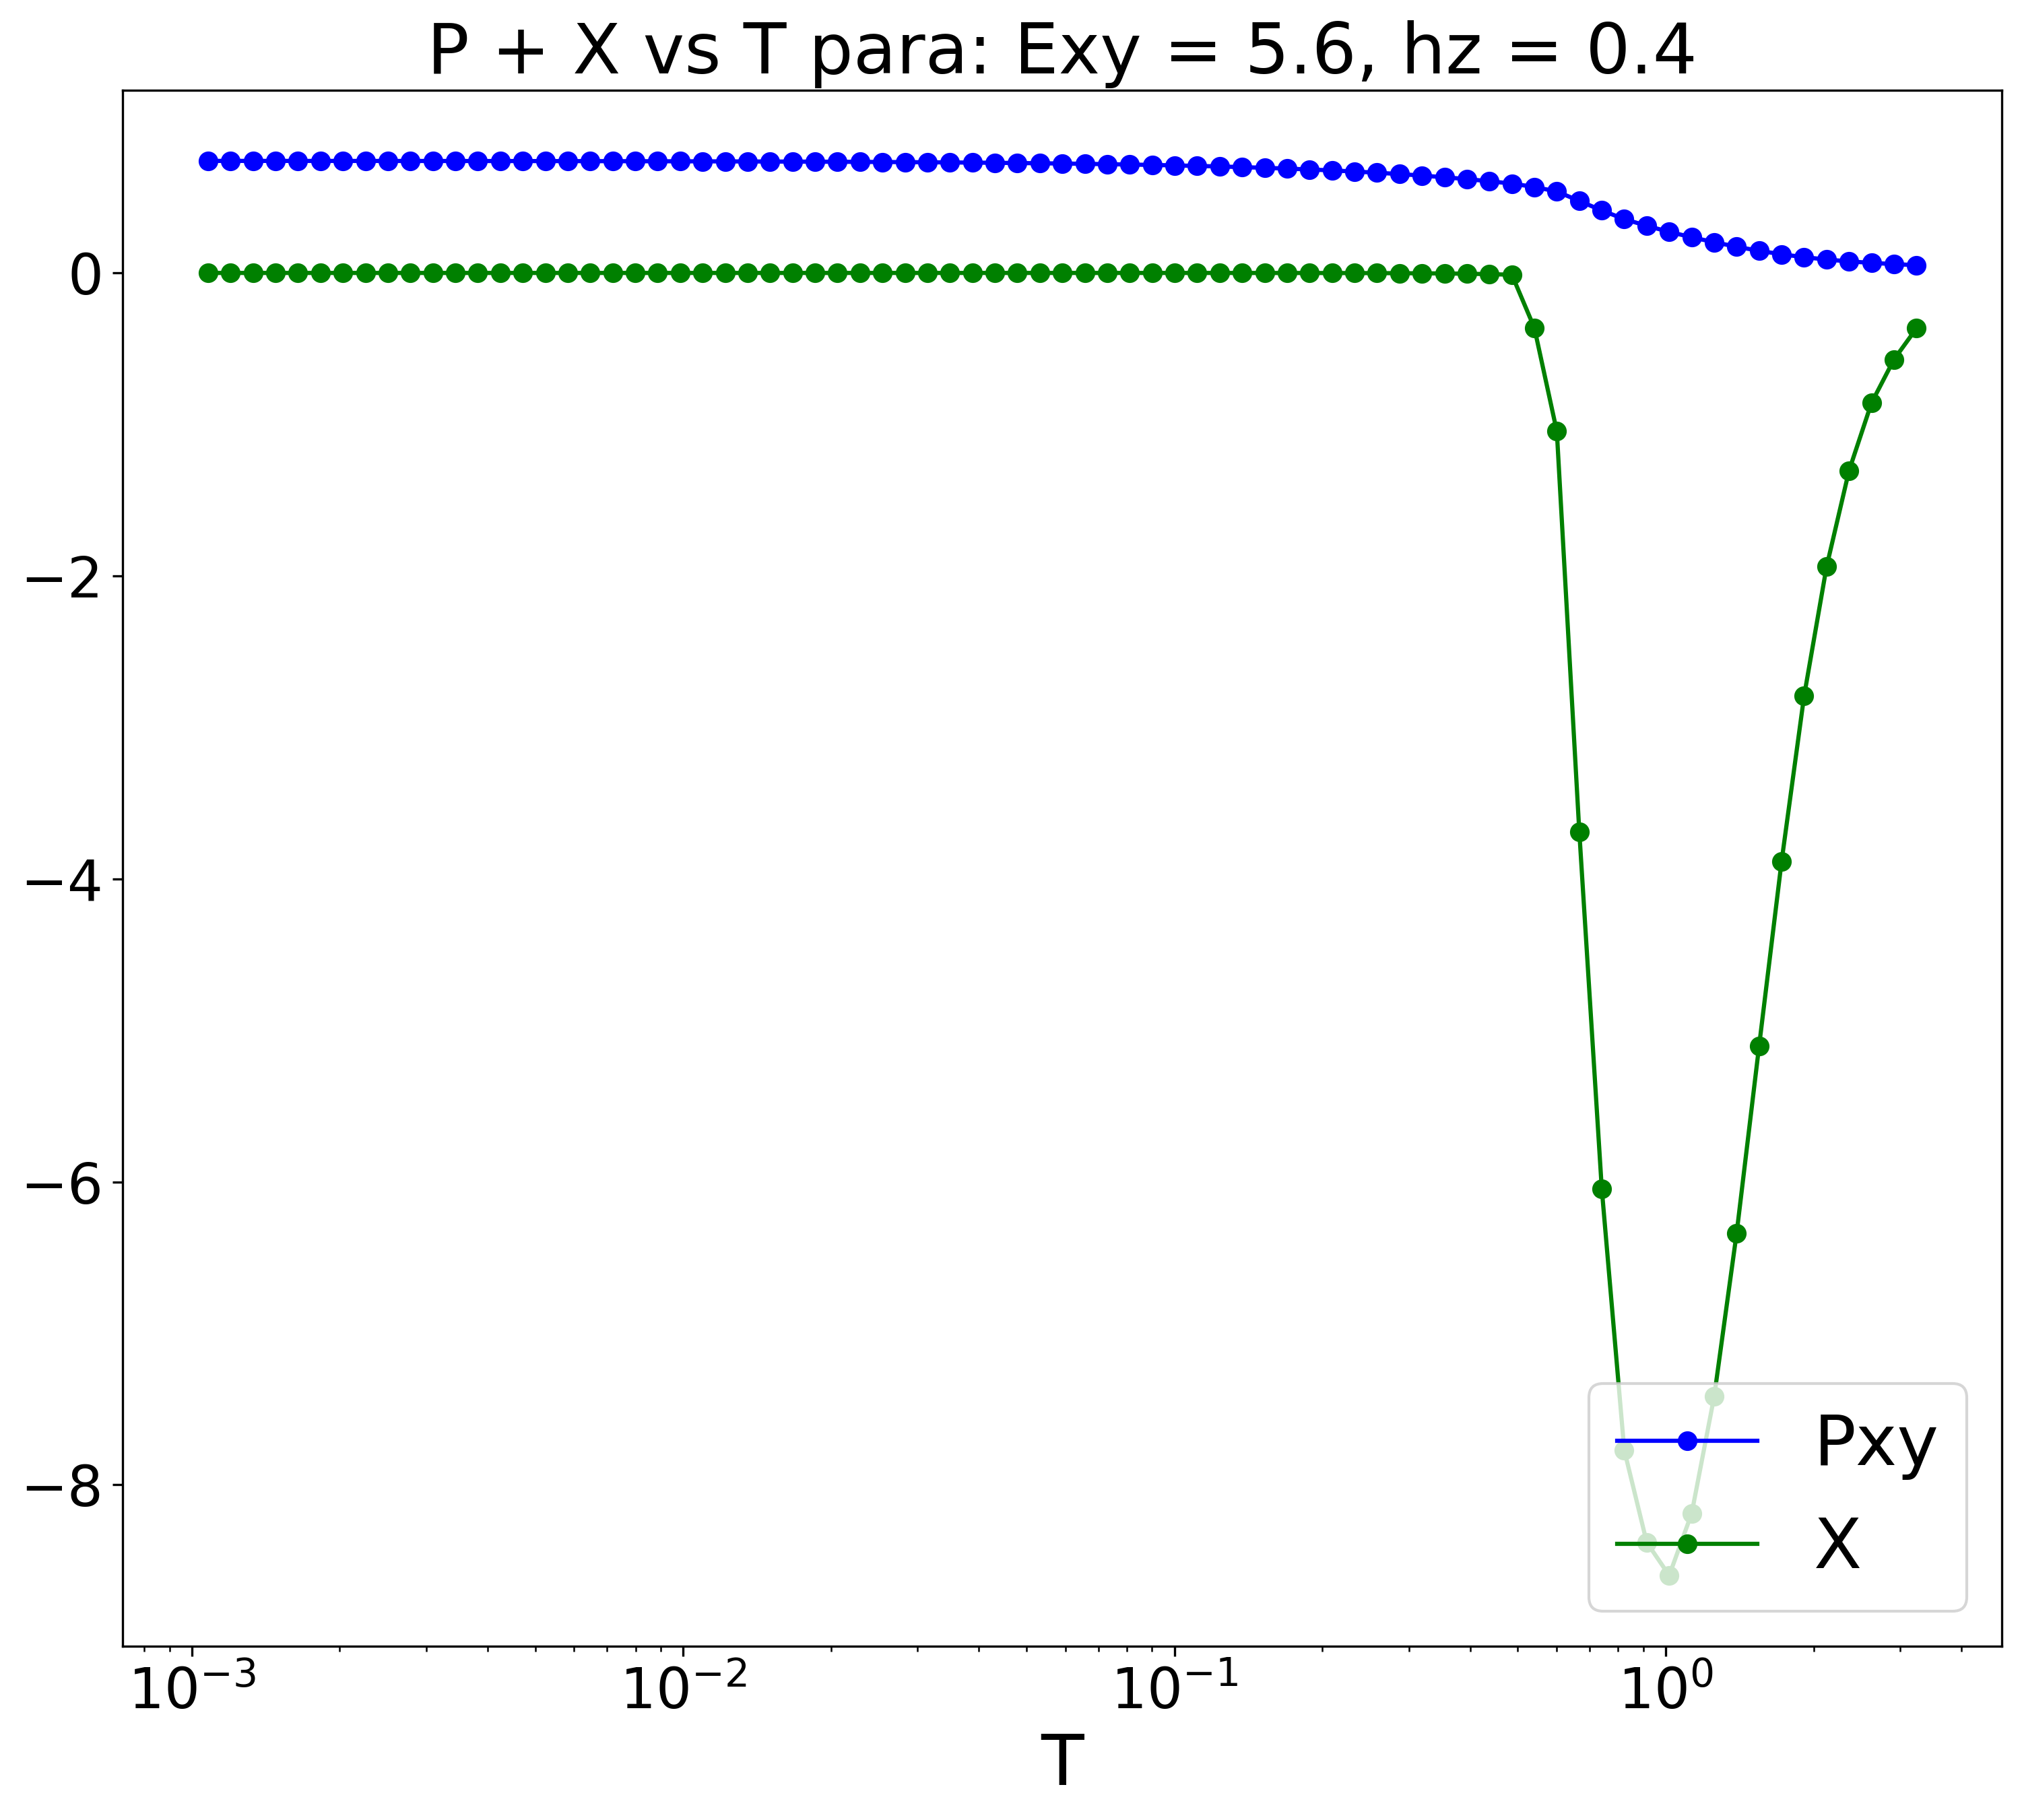 P + X vs T para: Exy = 5.6, hz = 0.4
0
−2
−4
−6
−8
Pxy
X
10⁻³ 10⁻² 10⁻¹ 10⁰
T